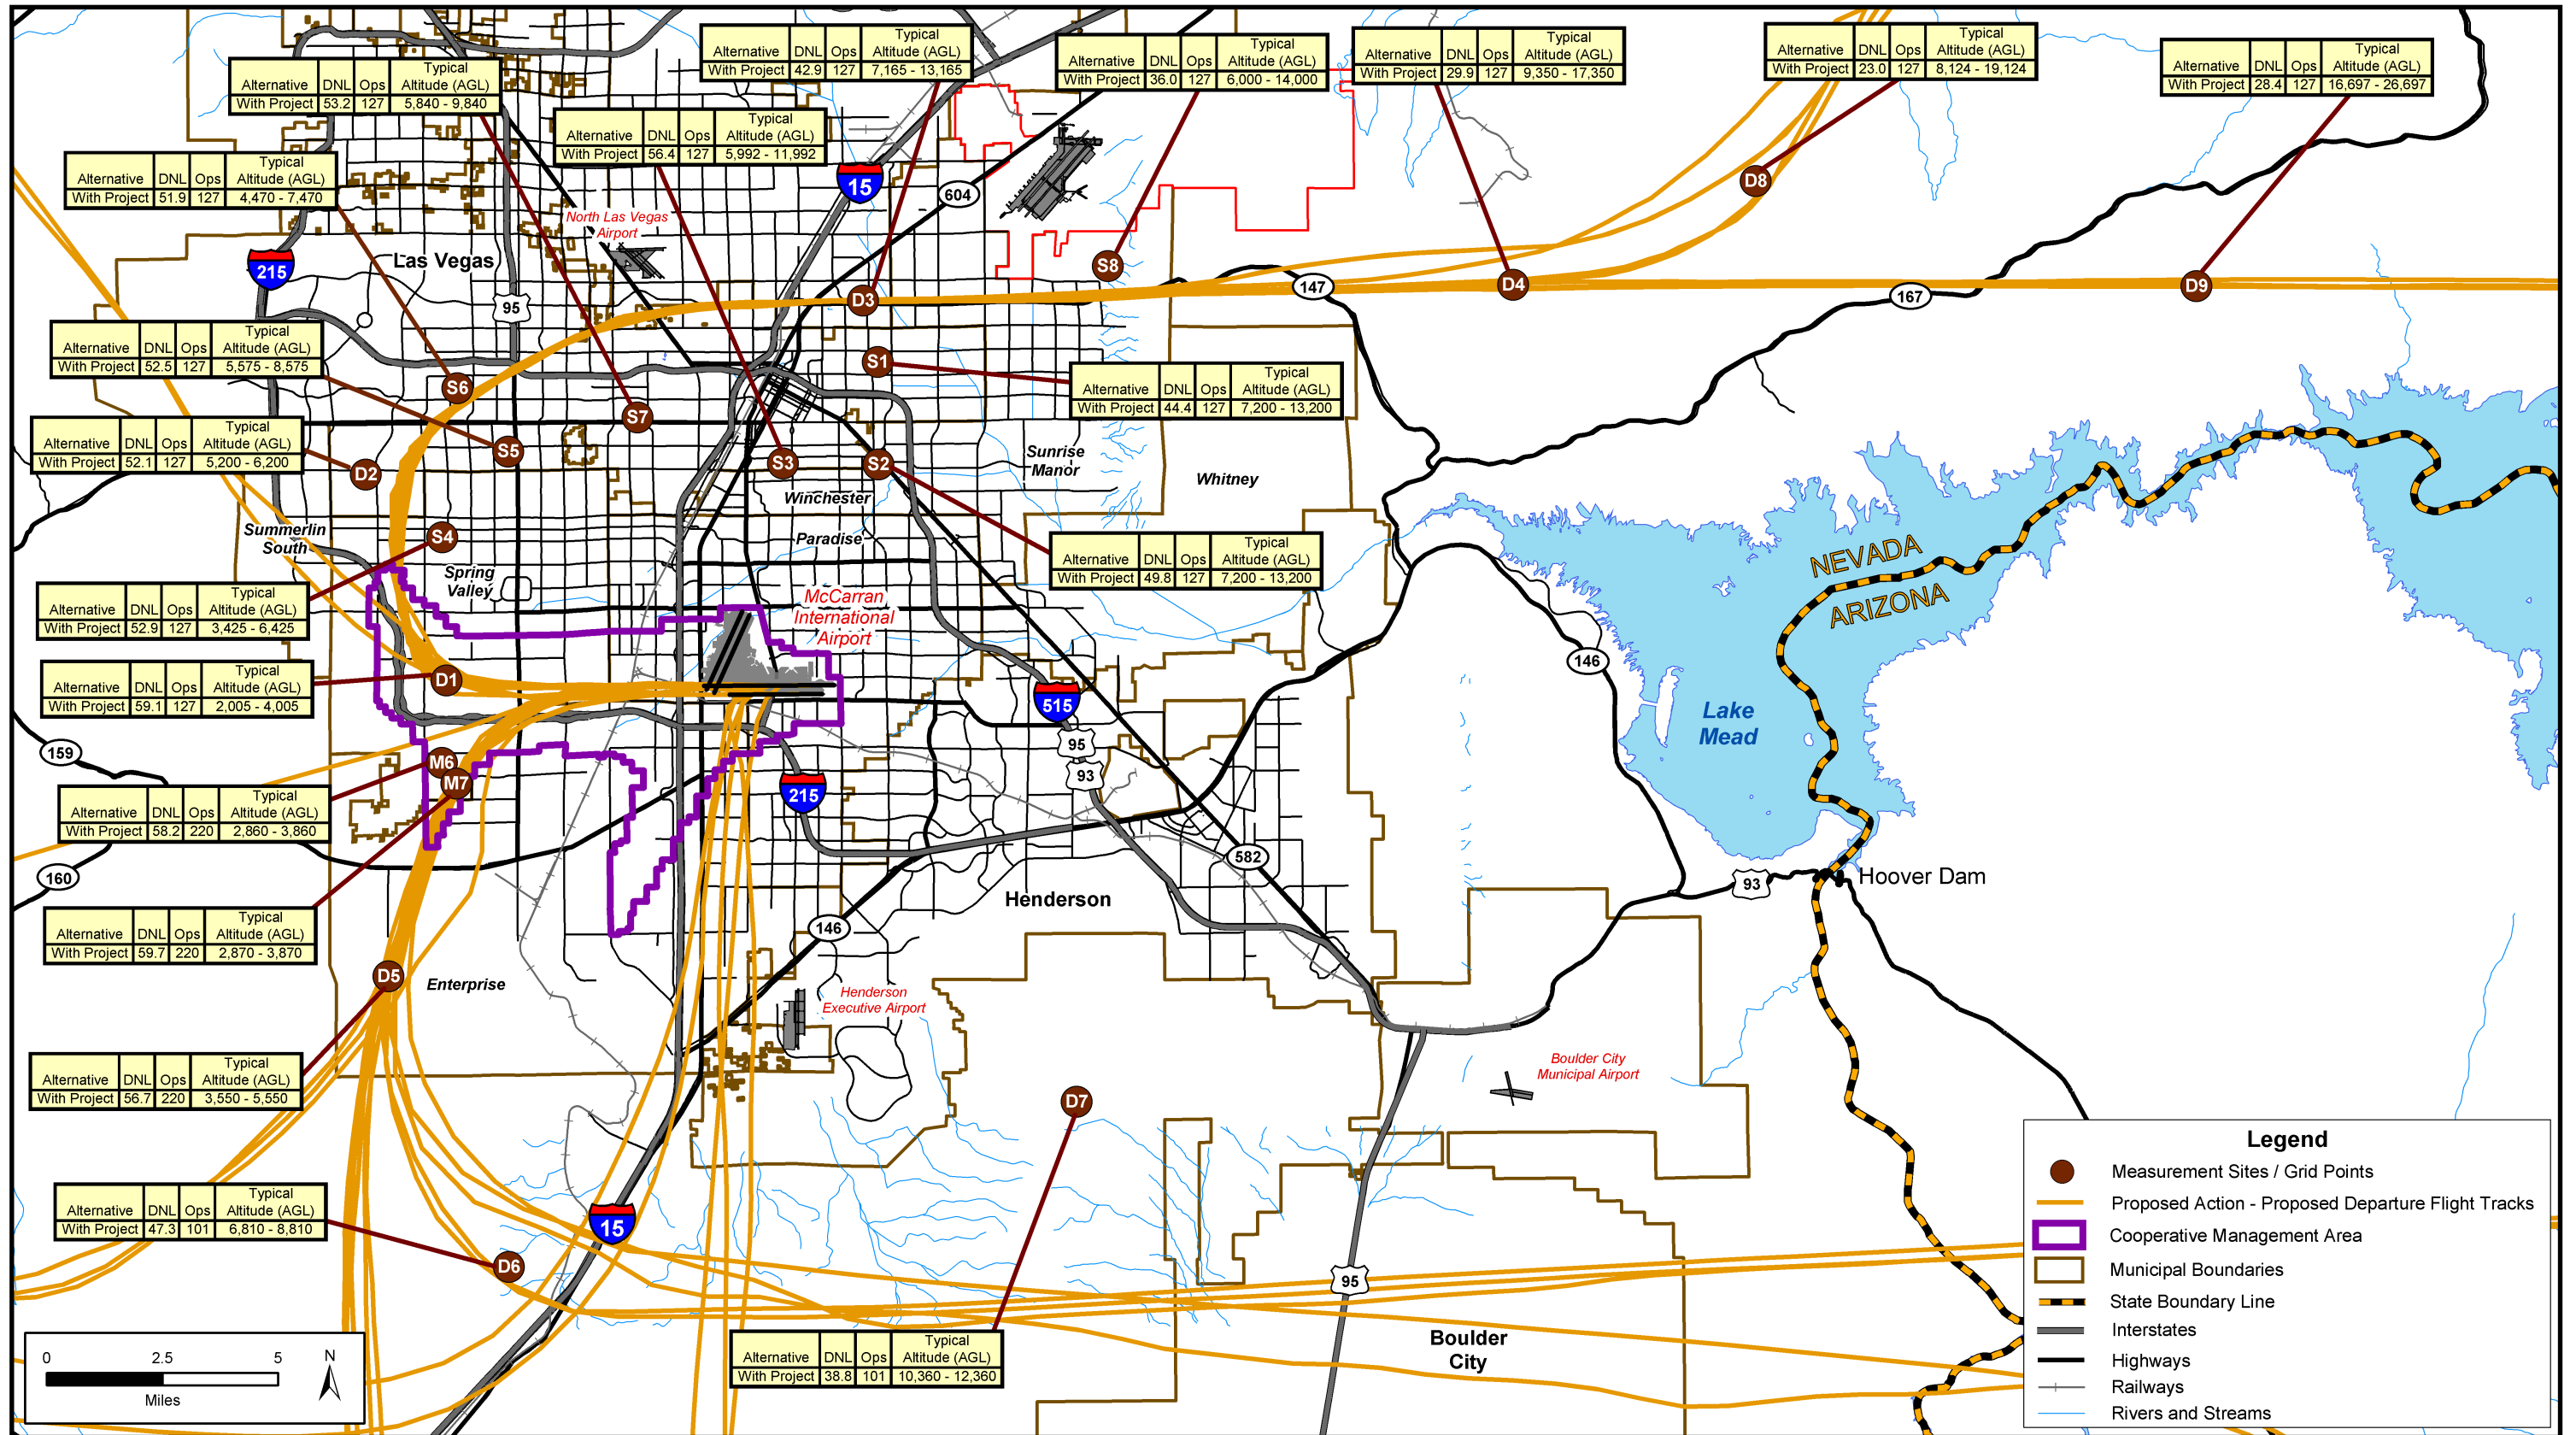 Alternative DNL Ops Typical Altitude (AGL)
With Project 53.2 127 5,840 - 9,840
Alternative DNL Ops Typical Altitude (AGL)
With Project 42.9 127 7,165 - 13,165
Alternative DNL Ops Typical Altitude (AGL)
With Project 36.0 127 6,000 - 14,000
Alternative DNL Ops Typical Altitude (AGL)
With Project 29.9 127 9,350 - 17,350
Alternative DNL Ops Typical Altitude (AGL)
With Project 23.0 127 8,124 - 19,124
Alternative DNL Ops Typical Altitude (AGL)
With Project 28.4 127 16,697 - 26,697
Alternative DNL Ops Typical Altitude (AGL)
With Project 56.4 127 5,992 - 11,992
Alternative DNL Ops Typical Altitude (AGL)
With Project 51.9 127 4,470 - 7,470
15
604
D8
North Las Vegas
Airport
Las Vegas
215
S8
95
D3
147
D4
167
D9
Alternative DNL Ops Typical Altitude (AGL)
With Project 52.5 127 5,575 - 8,575
S6
S1
Alternative DNL Ops Typical Altitude (AGL)
With Project 44.4 127 7,200 - 13,200
S7
Alternative DNL Ops Typical Altitude (AGL)
With Project 52.1 127 5,200 - 6,200
D2
S5
S3
S2
Sunrise
Manor
Whitney
Winchester
Summerlin
South
S4
Paradise
Alternative DNL Ops Typical Altitude (AGL)
With Project 49.8 127 7,200 - 13,200
NEVADA
ARIZONA
Spring
Valley
McCarran
International
Airport
Alternative DNL Ops Typical Altitude (AGL)
With Project 52.9 127 3,425 - 6,425
146
Alternative DNL Ops Typical Altitude (AGL)
With Project 59.1 127 2,005 - 4,005
D1
515
Lake
Mead
159
95
M6
M7
93
215
Alternative DNL Ops Typical Altitude (AGL)
With Project 58.2 220 2,860 - 3,860
582
160
93
Hoover Dam
Henderson
Alternative DNL Ops Typical Altitude (AGL)
With Project 59.7 220 2,870 - 3,870
146
D5
Enterprise
Henderson
Executive Airport
Alternative DNL Ops Typical Altitude (AGL)
With Project 56.7 220 3,550 - 5,550
Boulder City
Municipal Airport
D7
Alternative DNL Ops Typical Altitude (AGL)
With Project 47.3 101 6,810 - 8,810
15
D6
95
Boulder
City
Alternative DNL Ops Typical Altitude (AGL)
With Project 38.8 101 10,360 - 12,360
0 2.5 5
Miles
N
Legend
Measurement Sites / Grid Points
Proposed Action - Proposed Departure Flight Tracks
Cooperative Management Area
Municipal Boundaries
State Boundary Line
Interstates
Highways
Railways
Rivers and Streams